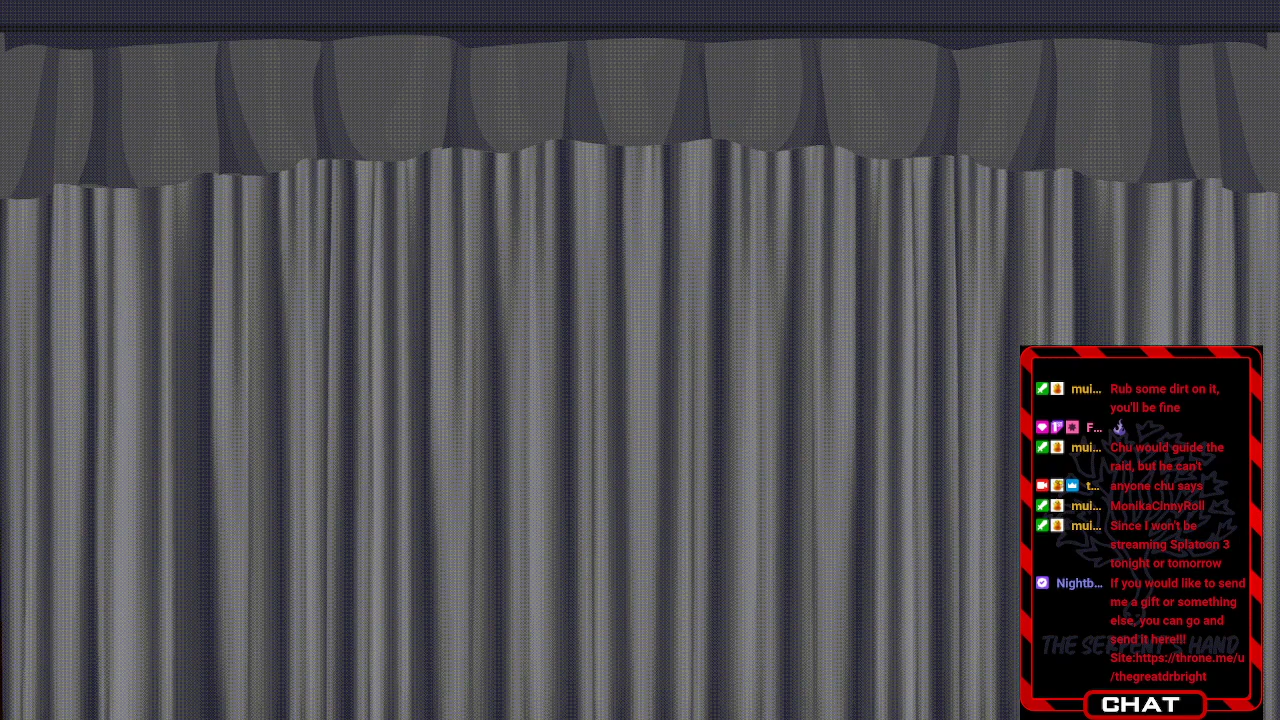 mui... Rub some dirt on it,
you'll be fine
F...
mui... Chu would guide the
raid, but he can't
t... anyone chu says
mui... MonikaCinnyRoll
mui... Since I won't be
streaming Splatoon 3
tonight or tomorrow
Nightb... If you would like to send
me a gift or something
else, you can go and
send it here!!!
THE SERPENT'S HAND
Site:https://throne.me/u
/thegreatdrbright
CHAT